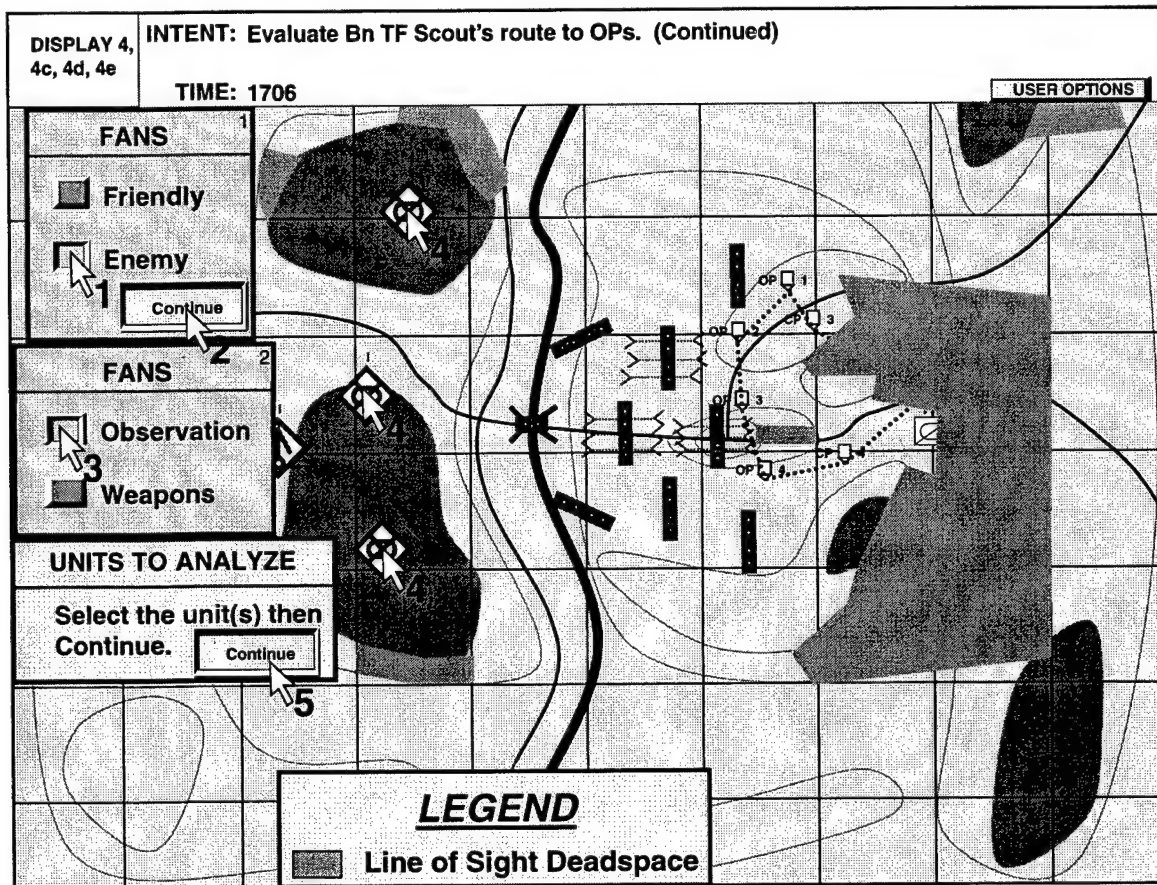 DISPLAY 4,
4c, 4d, 4e
INTENT: Evaluate Bn TF Scout's route to OPs. (Continued)
TIME: 1706
USER OPTIONS
1
FANS
Friendly
Enemy
1
Continue
2
2
FANS
Observation
3
Weapons
UNITS TO ANALYZE
Select the unit(s) then
Continue.
Continue
5
4
4
4
OP 1
OP 3
OP
OP 3
OP 4
LEGEND
Line of Sight Deadspace